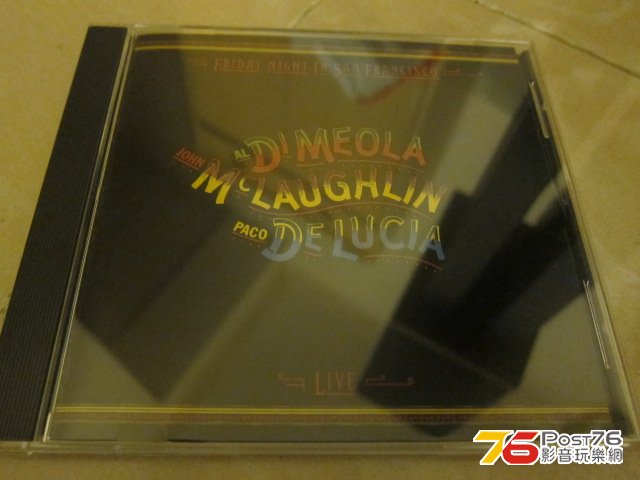 FRIDAY NIGHT IN SAN FRANCISCO
AL DI MEOLA
JOHN MCLAUGHLIN
PACO DE LUCIA
LIVE
76 Post76
影音玩樂網